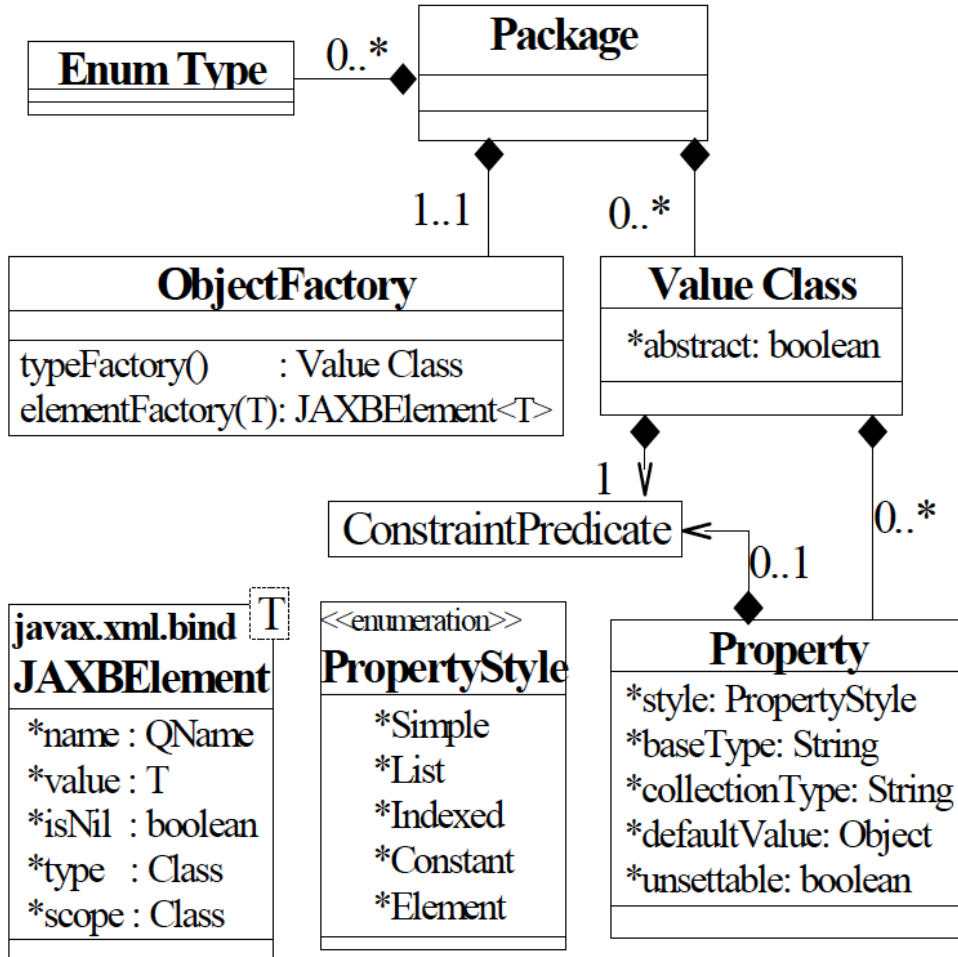 Package
Enum Type
0..*
1..1
0..*
ObjectFactory
typeFactory() : Value Class
elementFactory(T): JAXBElement<T>
Value Class
*abstract: boolean
1
0..*
ConstraintPredicate
0..1
T
javax.xml.bind
JAXBElement
*name : QName
*value : T
*isNil : boolean
*type : Class
*scope : Class
<<enumeration>>
PropertyStyle
*Simple
*List
*Indexed
*Constant
*Element
Property
*style: PropertyStyle
*baseType: String
*collectionType: String
*defaultValue: Object
*unsettable: boolean